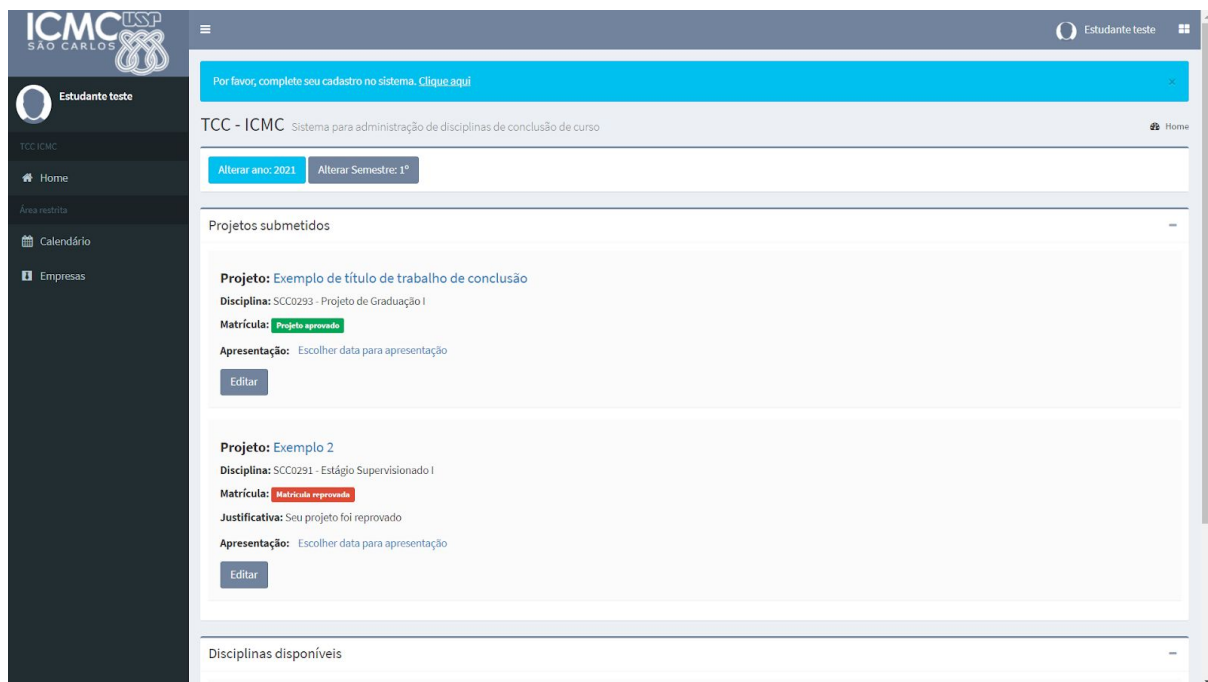 ICMC USP
SÃO CARLOS
Estudante teste
Estudante teste
TCC ICMC
Home
Área restrita
Calendário
Empresas
Por favor, complete seu cadastro no sistema. Clique aqui ×
TCC - ICMC Sistema para administração de disciplinas de conclusão de curso
Home
Alterar ano: 2021 Alterar Semestre: 1º
Projetos submetidos
Projeto: Exemplo de título de trabalho de conclusão
Disciplina: SCC0293 - Projeto de Graduação I
Matrícula: Projeto aprovado
Apresentação: Escolher data para apresentação
Editar
Projeto: Exemplo 2
Disciplina: SCC0291 - Estágio Supervisionado I
Matrícula: Matrícula reprovada
Justificativa: Seu projeto foi reprovado
Apresentação: Escolher data para apresentação
Editar
Disciplinas disponíveis